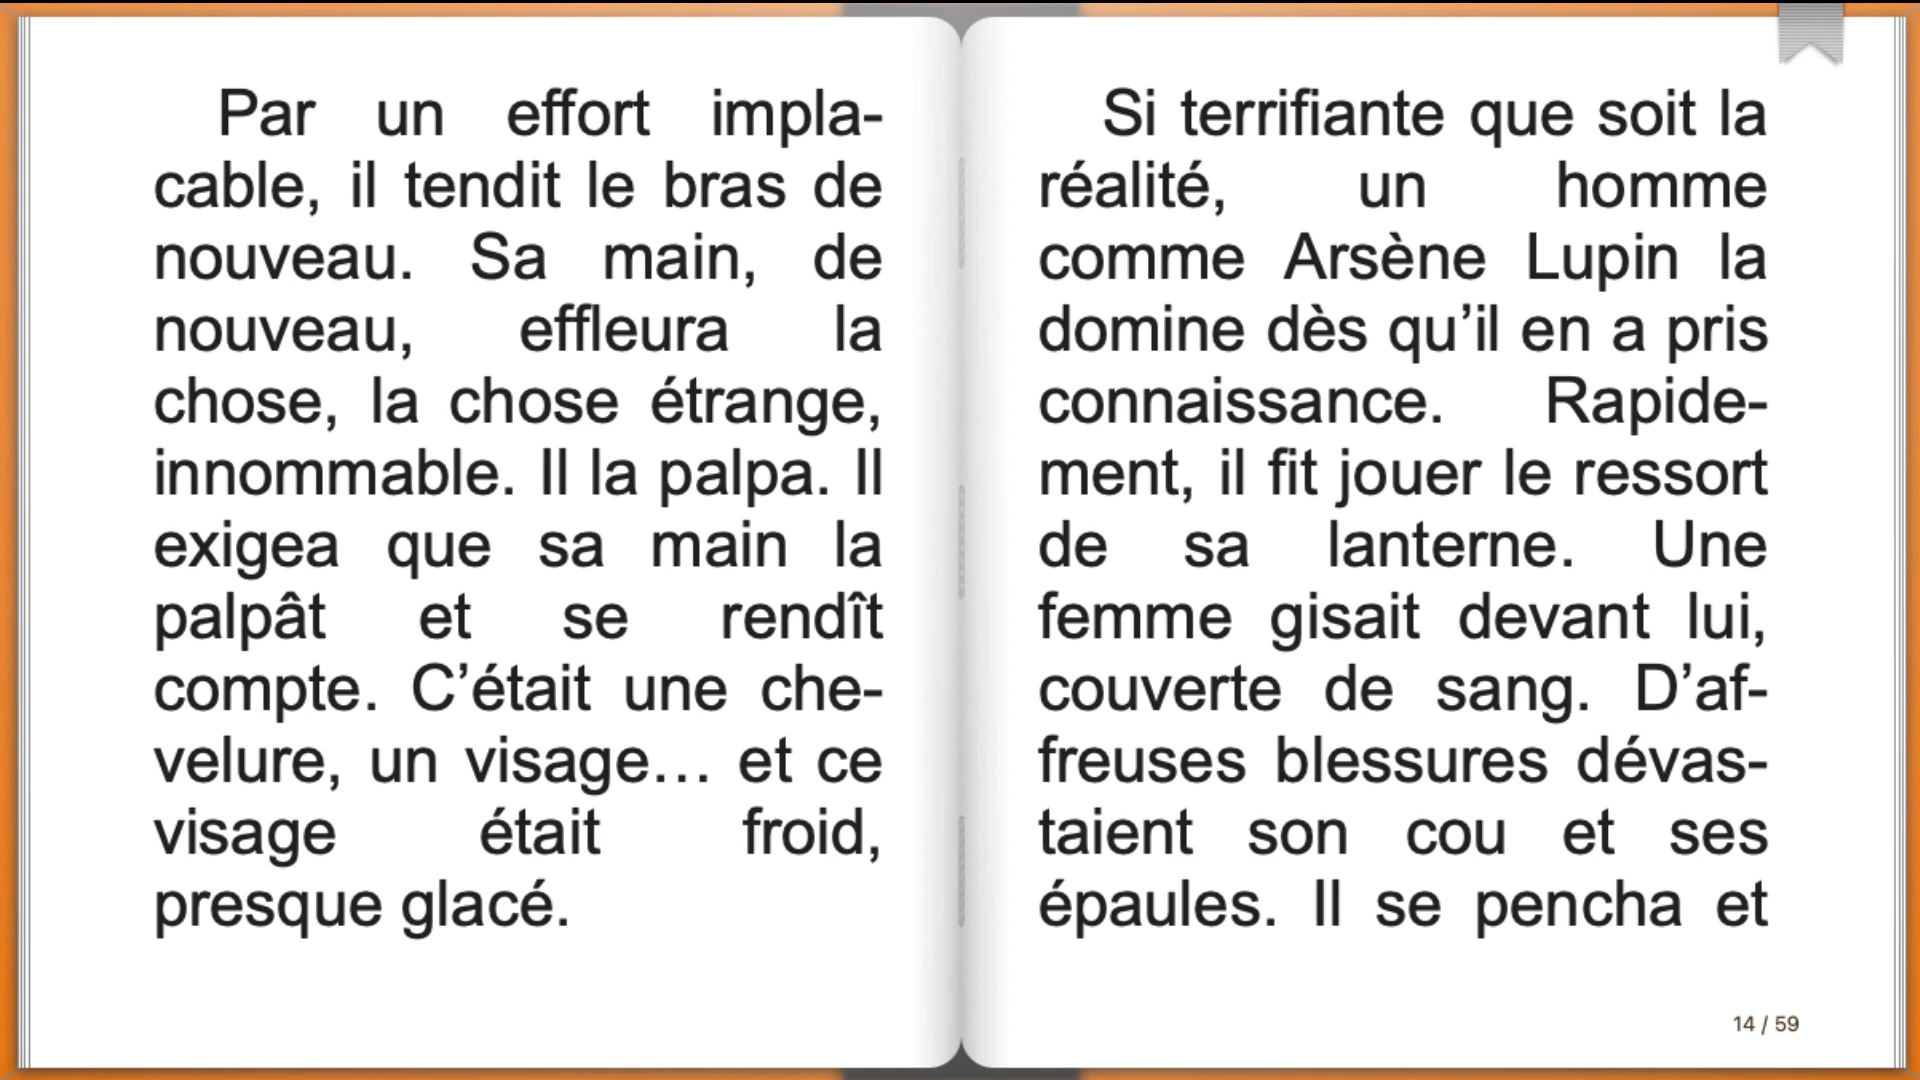 Par un effort impla-
cable, il tendit le bras de
nouveau. Sa main, de
nouveau, effleura la
chose, la chose étrange,
innommable. Il la palpa. Il
exigea que sa main la
palpât et se rendît
compte. C’était une che-
velure, un visage… et ce
visage était froid,
presque glacé.
Si terrifiante que soit la
réalité, un homme
comme Arsène Lupin la
domine dès qu’il en a pris
connaissance. Rapide-
ment, il fit jouer le ressort
de sa lanterne. Une
femme gisait devant lui,
couverte de sang. D’af-
freuses blessures dévas-
taient son cou et ses
épaules. Il se pencha et
14 / 59